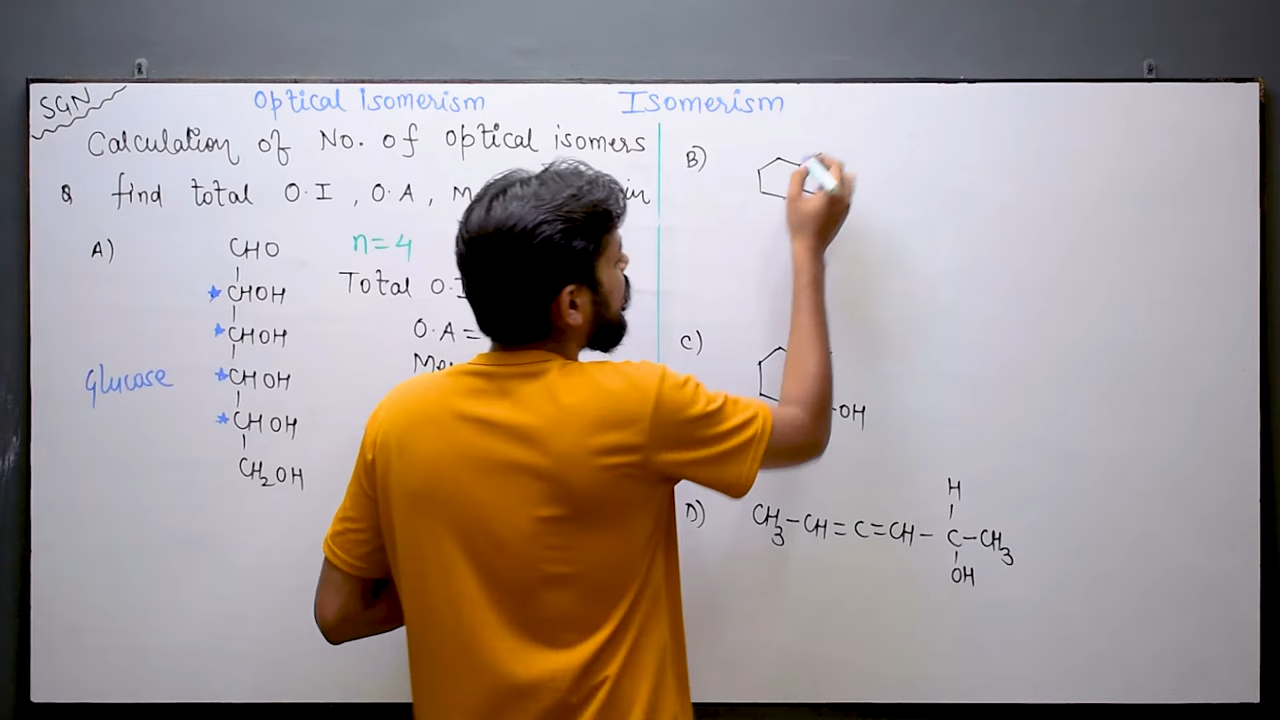 SGN
Optical Isomerism
Isomerism
Calculation of No. of optical isomers
Q find total O.I , O.A , in
A)
CHO
* CHOH
* CHOH
* CHOH
* CHOH
CH2OH
Glucose
n=4
Total O.I
O.A =
B)
C)
-OH
D)
H
CH3-CH=C=CH-C-CH3
OH